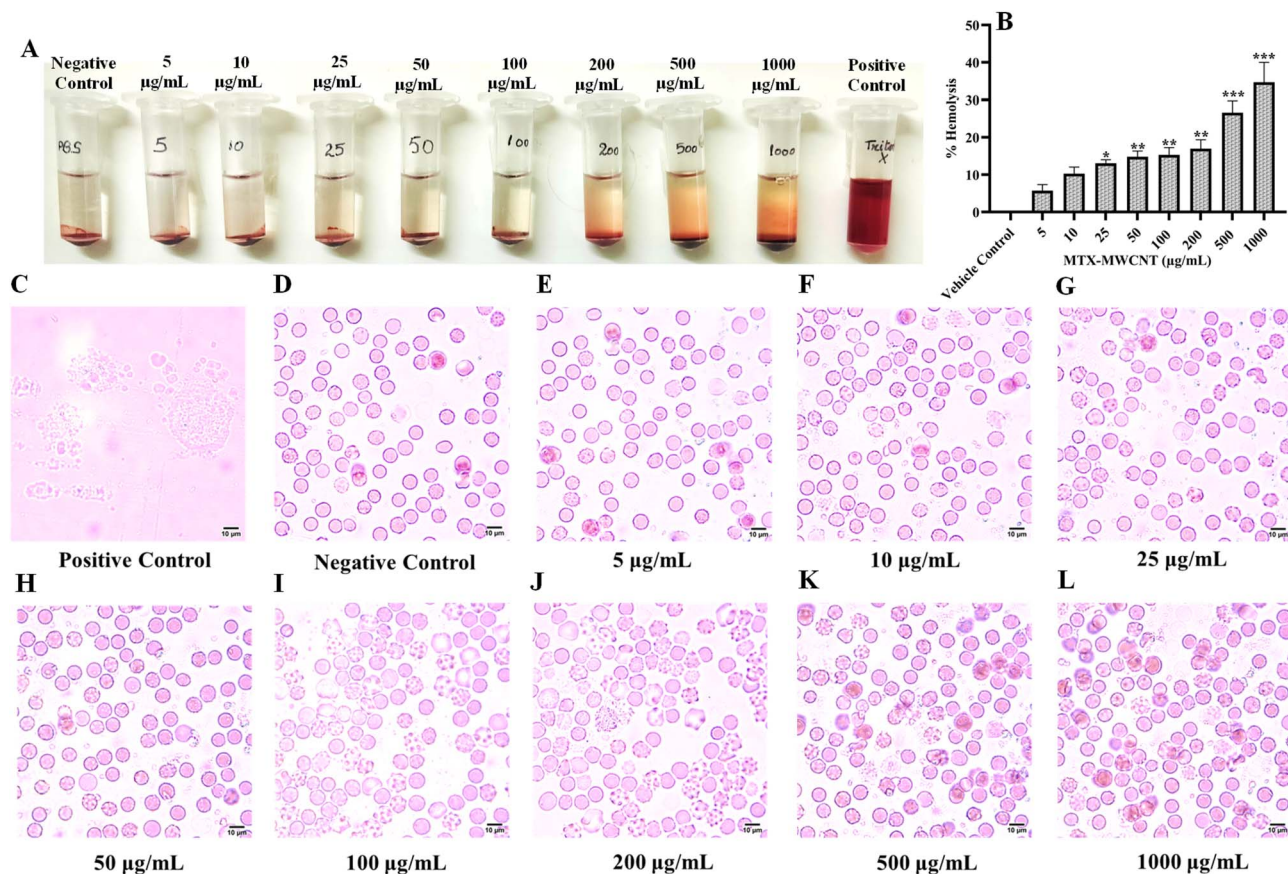 A
Negative Control
5 µg/mL
10 µg/mL
25 µg/mL
50 µg/mL
100 µg/mL
200 µg/mL
500 µg/mL
1000 µg/mL
Positive Control
PBS
5
10
25
50
100
200
500
1000
Triton X
B
50
40
30
20
10
0
% Hemolysis
*
**
**
**
***
***
Vehicle Control
5
10
25
50
100
200
500
1000
MTX-MWCNT (µg/mL)
C
D
E
F
G
10 µm
10 µm
10 µm
10 µm
10 µm
Positive Control
Negative Control
5 µg/mL
10 µg/mL
25 µg/mL
H
I
J
K
L
10 µm
10 µm
10 µm
10 µm
10 µm
50 µg/mL
100 µg/mL
200 µg/mL
500 µg/mL
1000 µg/mL